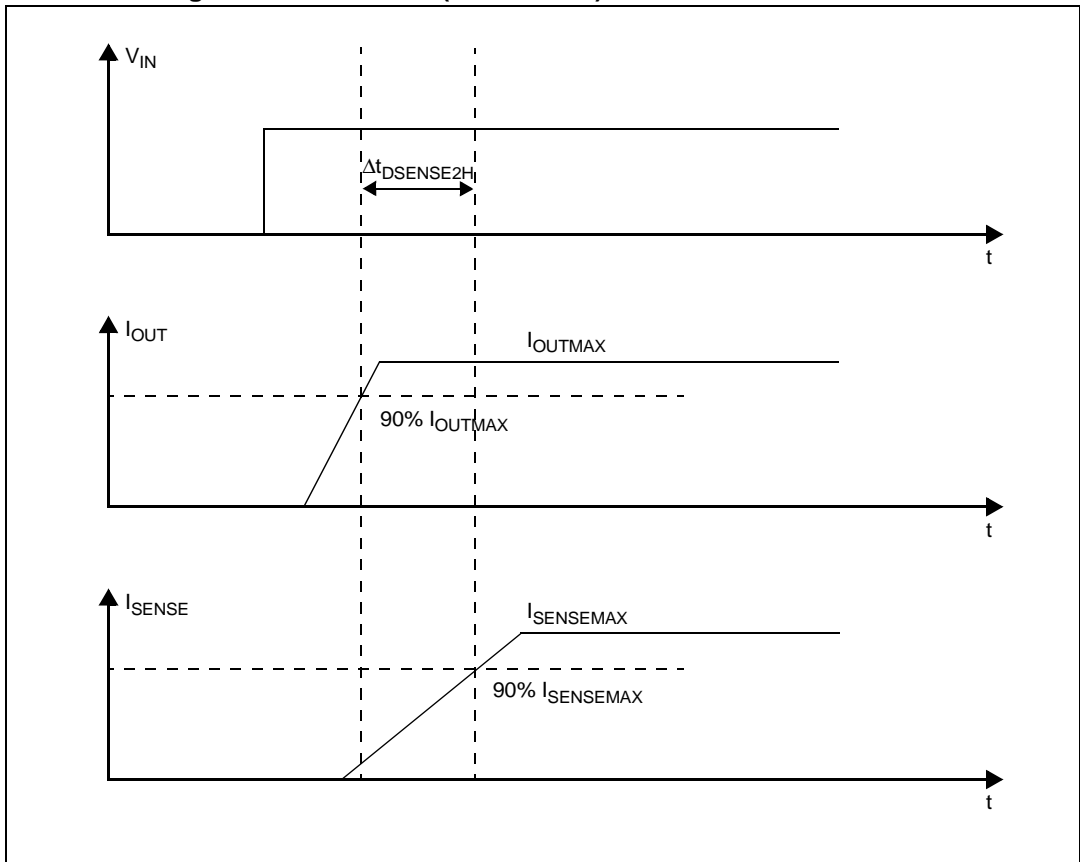 V_IN
Δt_DSENSE2H
t
I_OUT
I_OUTMAX
90% I_OUTMAX
t
I_SENSE
I_SENSEMAX
90% I_SENSEMAX
t